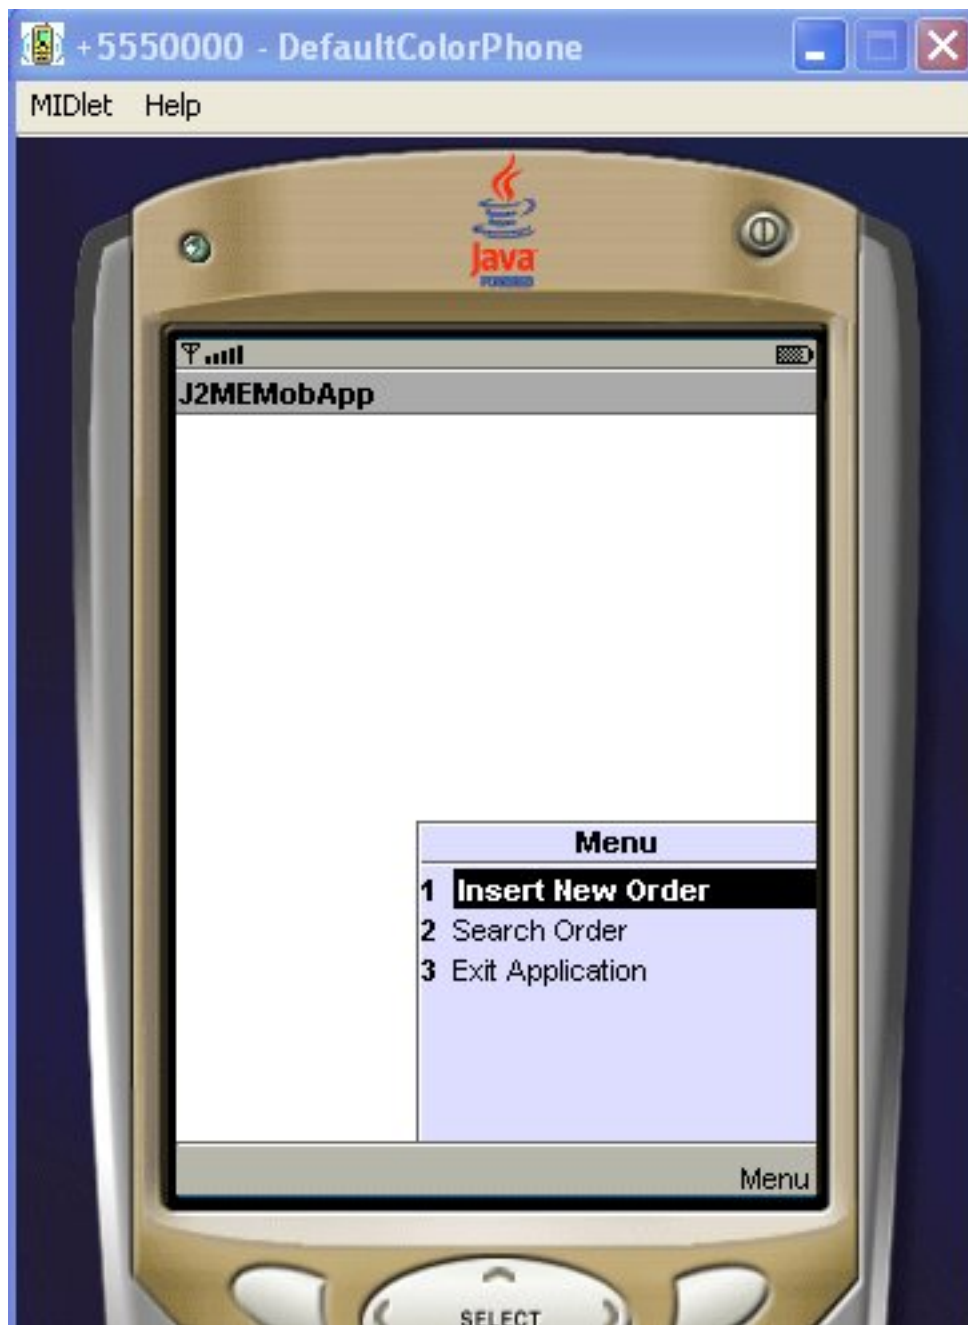 +5550000 - DefaultColorPhone
MIDlet Help
Java
J2MEMobApp
Menu
1 Insert New Order
2 Search Order
3 Exit Application
Menu
SELECT